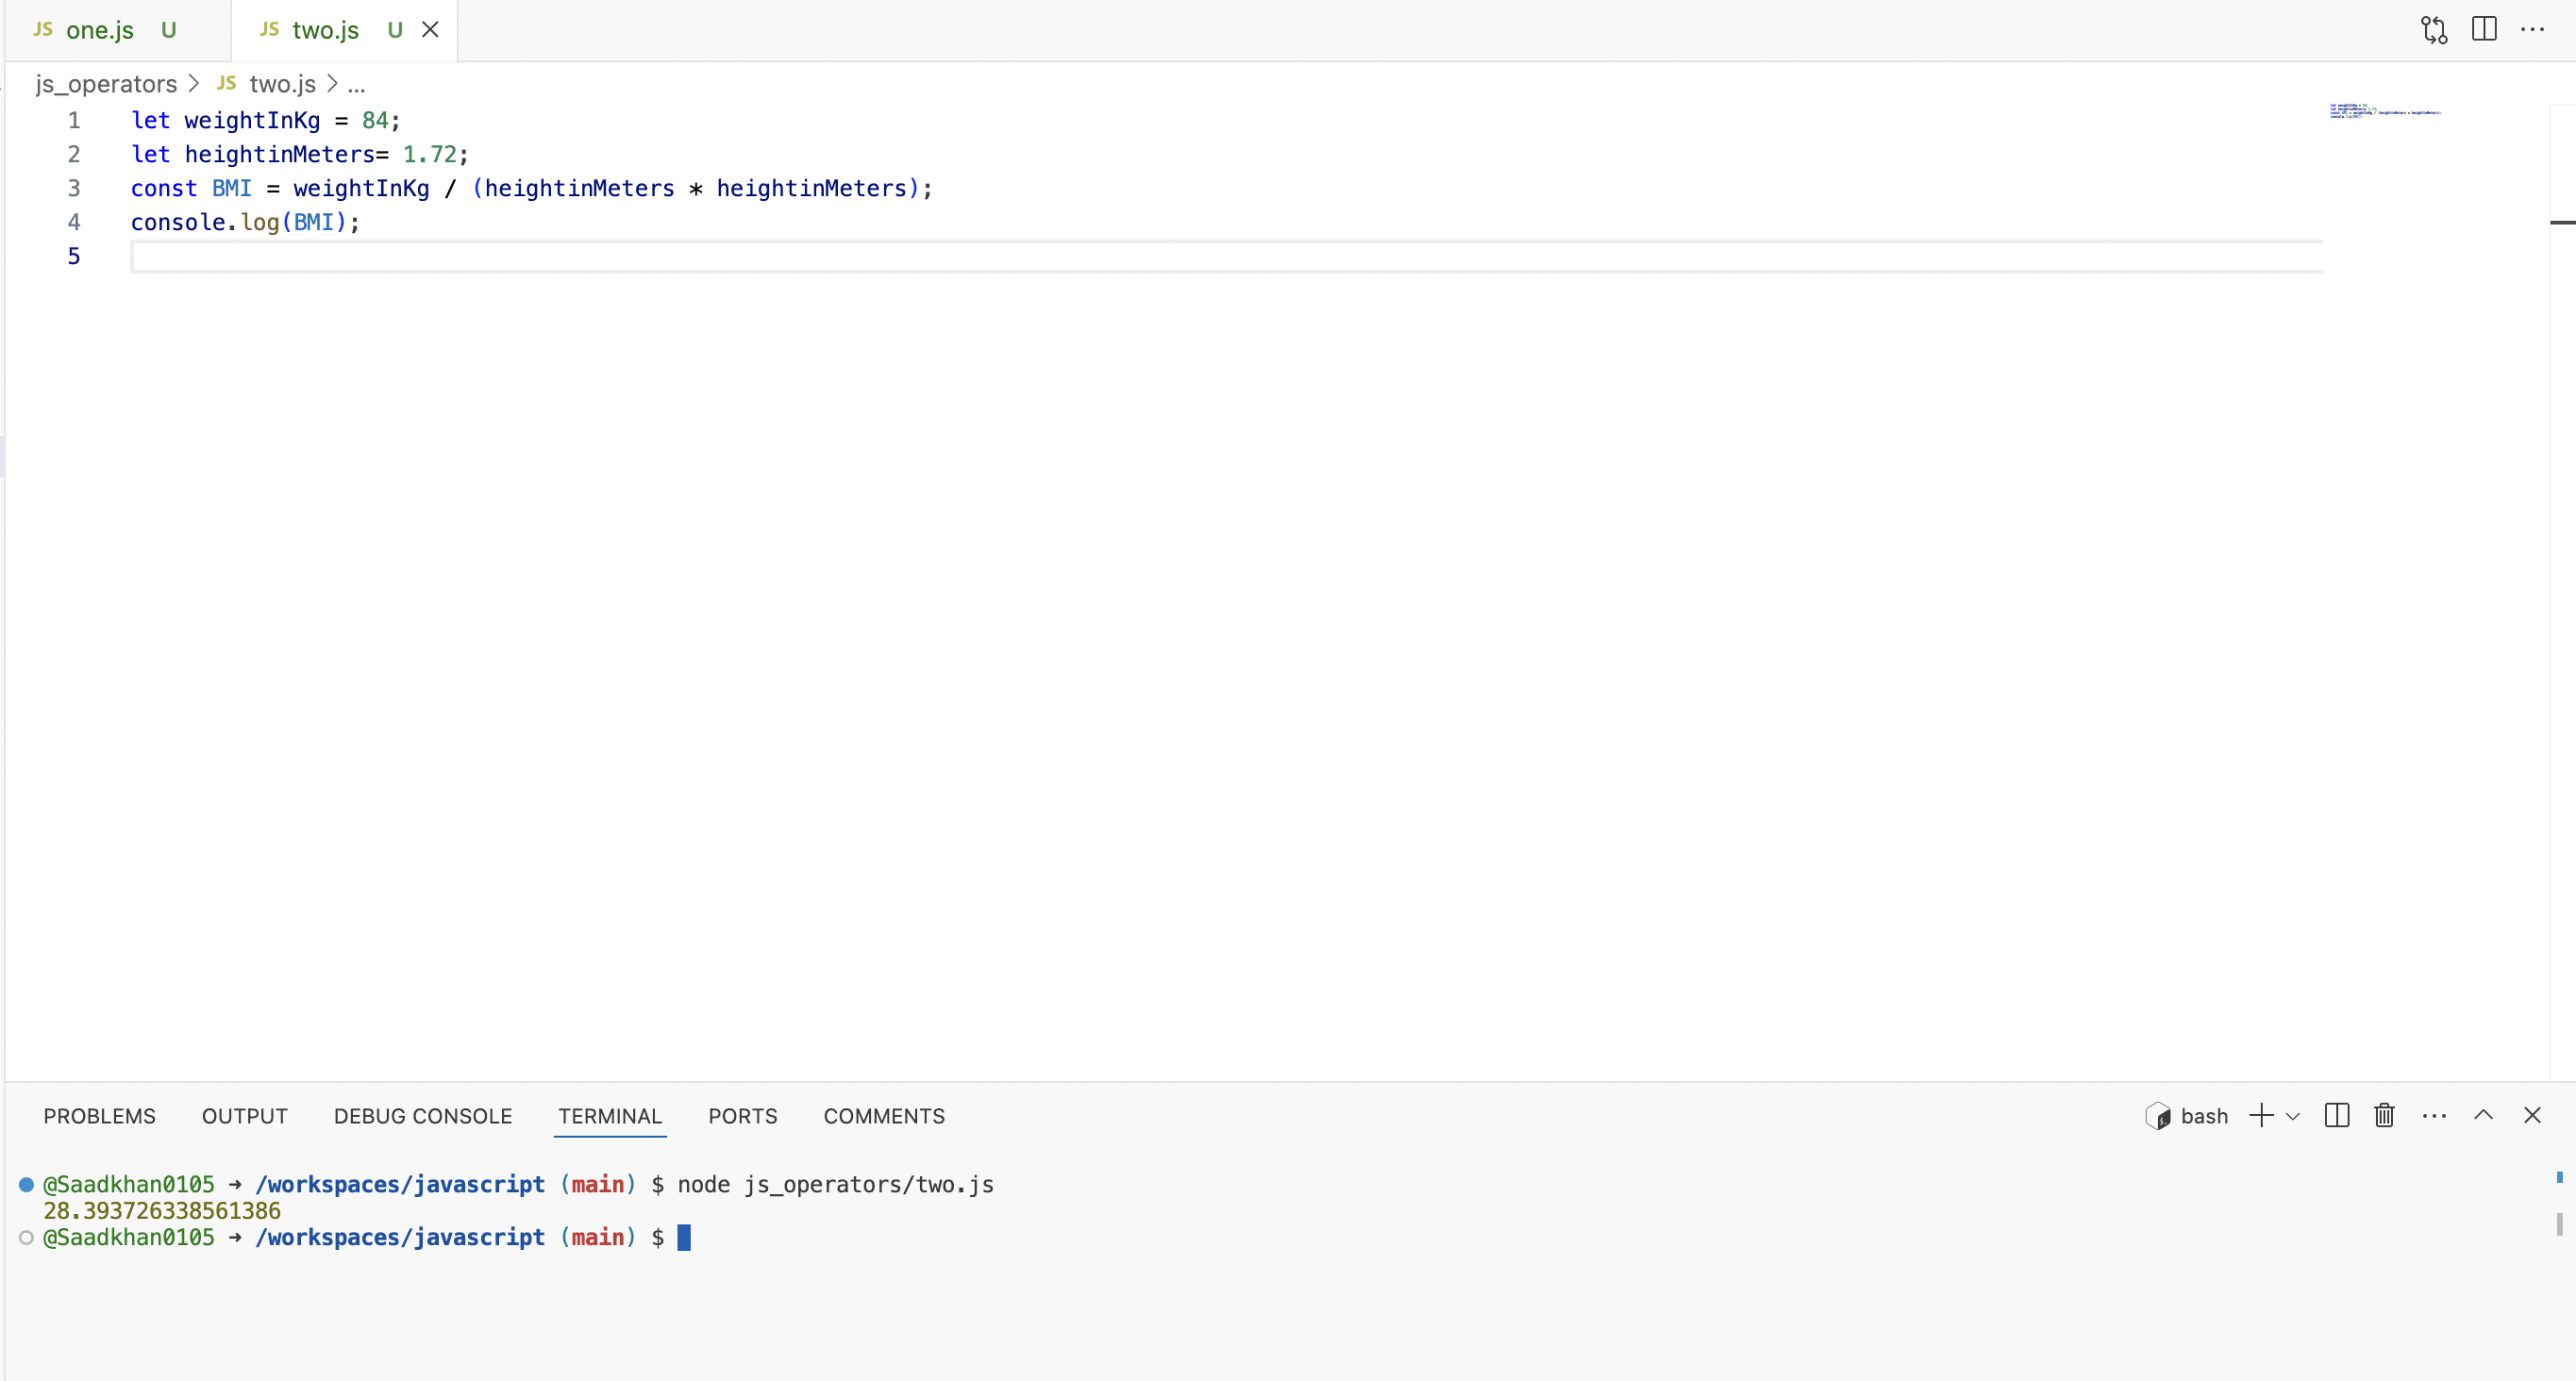 JS one.js U JS two.js U
js_operators > JS two.js > ...
1 let weightInKg = 84;
2 let heightinMeters= 1.72;
3 const BMI = weightInKg / (heightinMeters * heightinMeters);
4 console.log(BMI);
5
PROBLEMS OUTPUT DEBUG CONSOLE TERMINAL PORTS COMMENTS bash
@Saadkhan0105 → /workspaces/javascript (main) $ node js_operators/two.js
28.393726338561386
@Saadkhan0105 → /workspaces/javascript (main) $